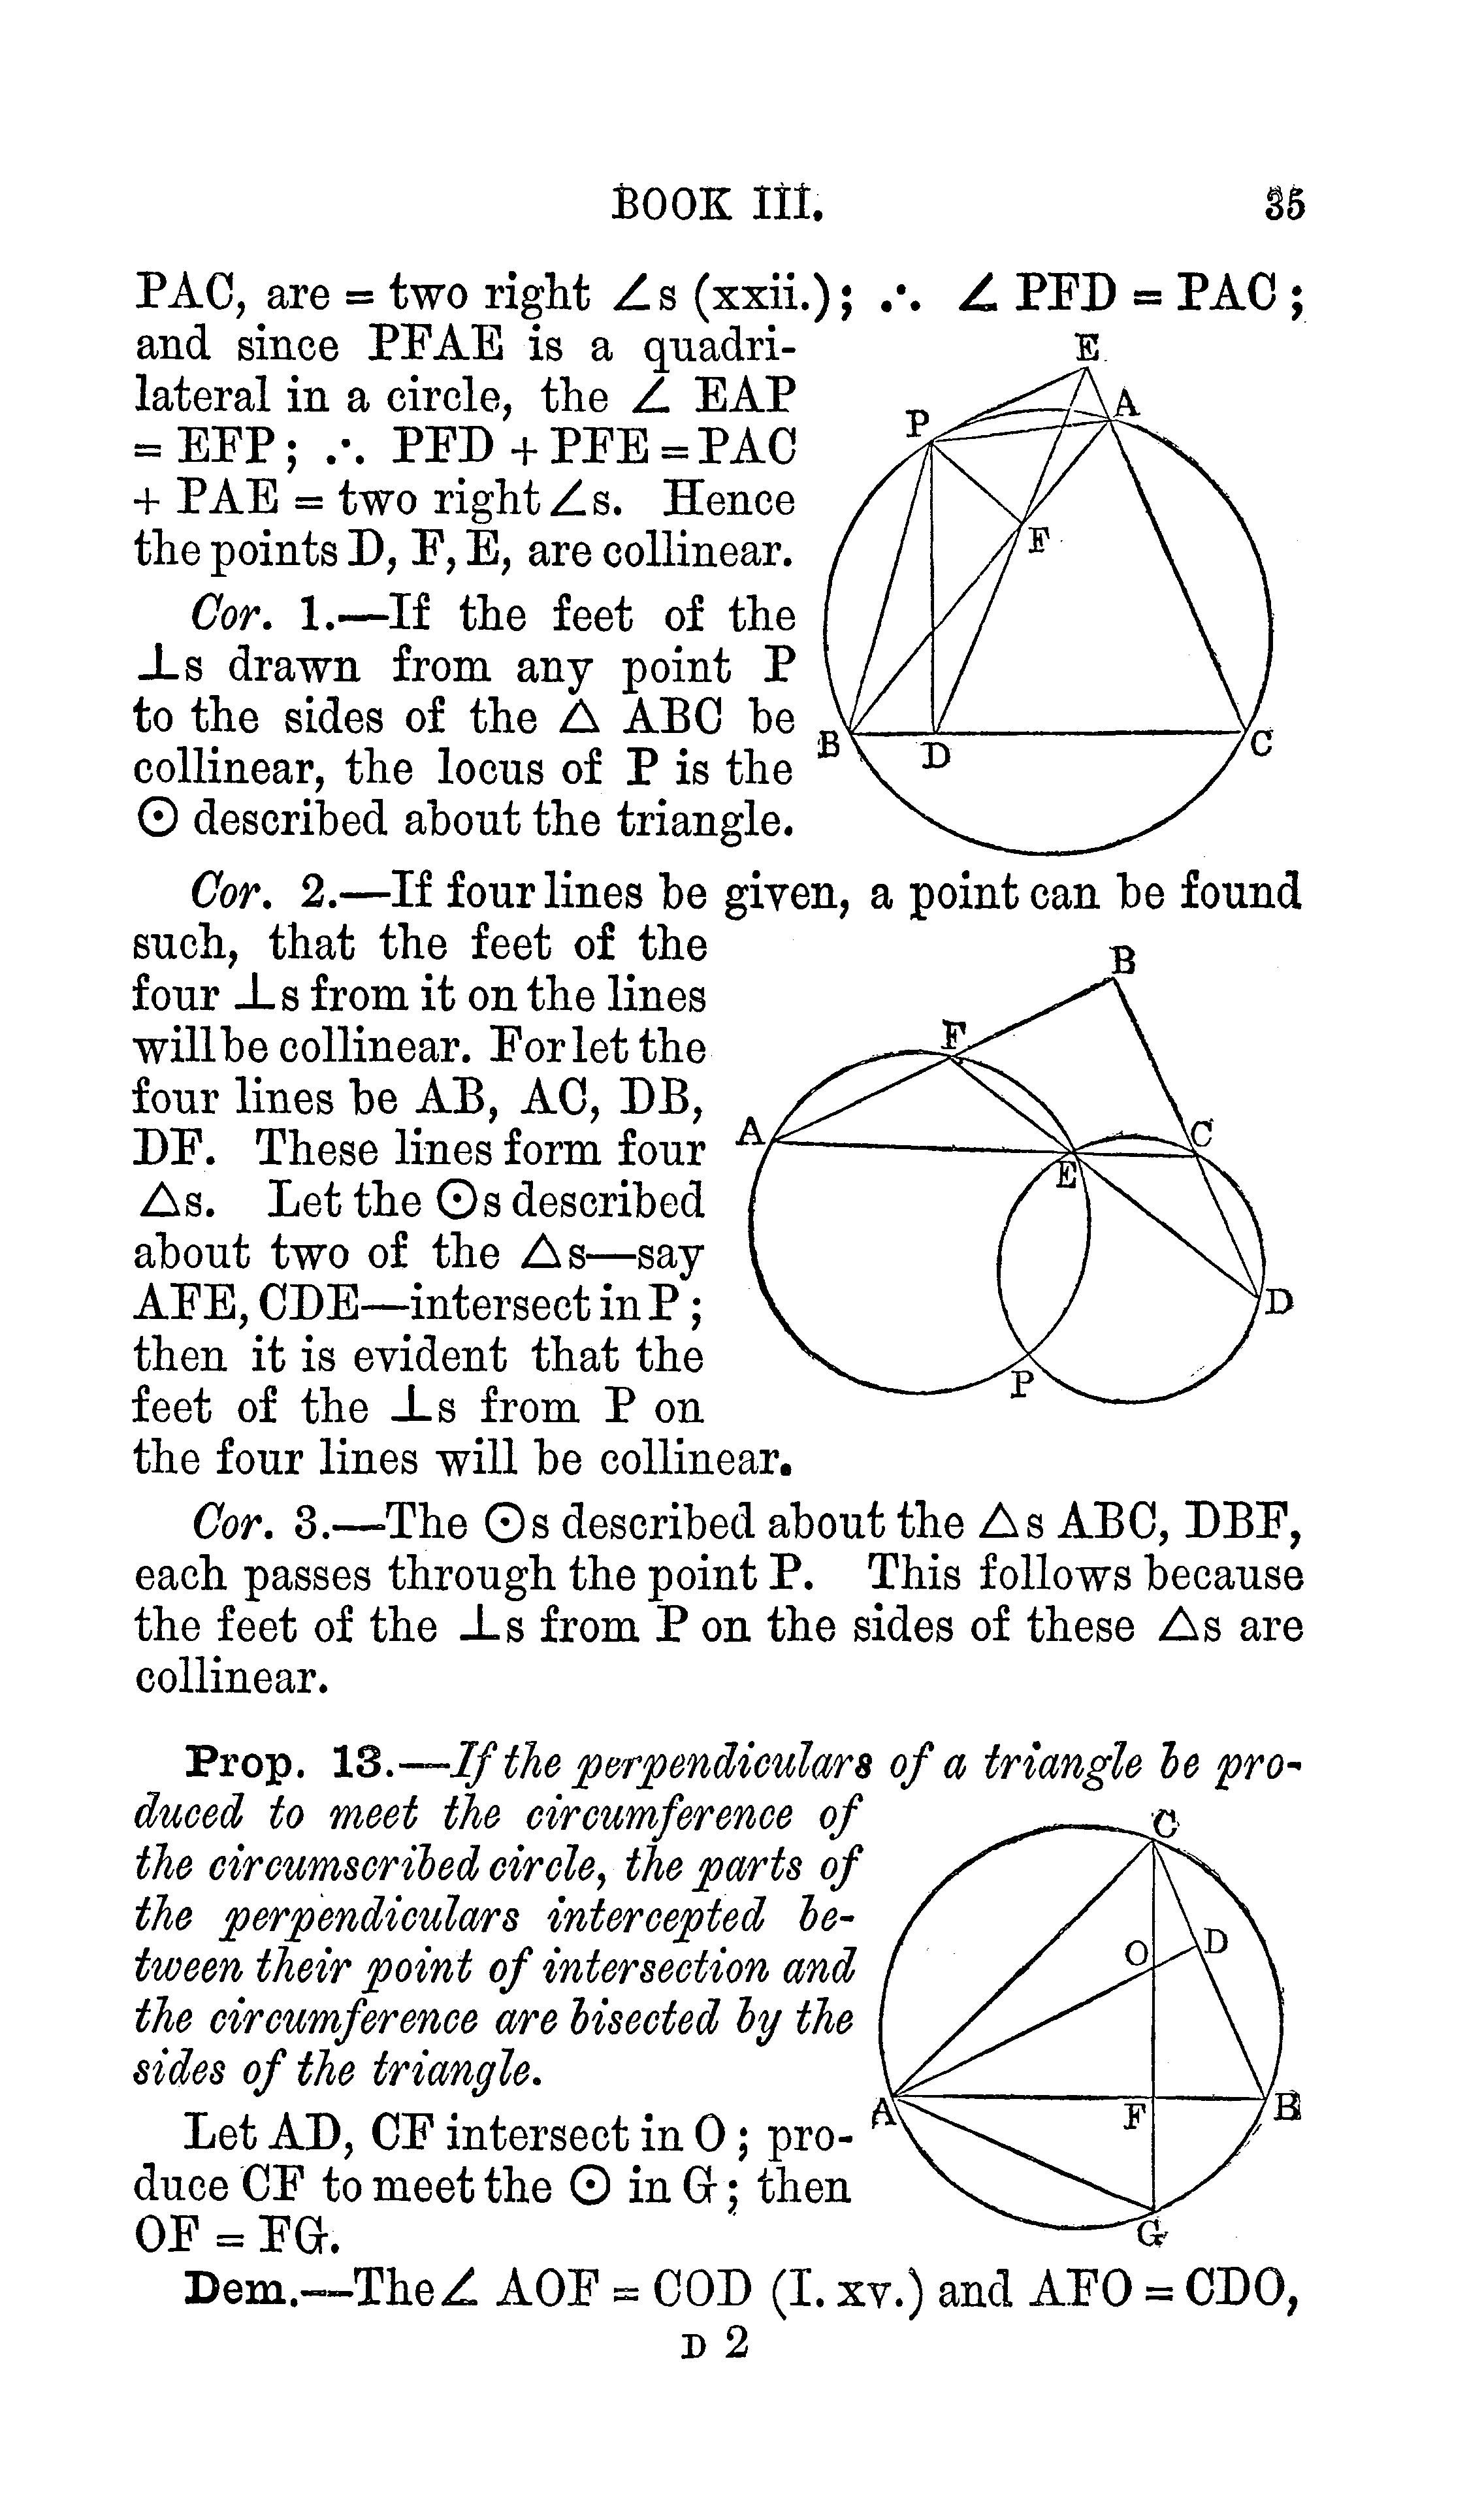 BOOK III. 35
PAC, are = two right ∠s (xxii.); ∴ ∠ PFD = PAC;
and since PFAE is a quadri-
lateral in a circle, the ∠ EAP
= EFP; ∴ PFD + PFE = PAC
+ PAE = two right ∠s. Hence
the points D, F, E, are collinear.
E
P
A
F
B
D
C
Cor. 1.—If the feet of the
⊥s drawn from any point P
to the sides of the △ ABC be
collinear, the locus of P is the
⊙ described about the triangle.
Cor. 2.—If four lines be given, a point can be found
such, that the feet of the
four ⊥s from it on the lines
will be collinear. For let the
four lines be AB, AC, DB,
DF. These lines form four
△s. Let the ⊙s described
about two of the △s—say
AFE, CDE—intersect in P;
then it is evident that the
feet of the ⊥s from P on
the four lines will be collinear.
B
F
A
C
E
D
P
Cor. 3.—The ⊙s described about the △s ABC, DBF,
each passes through the point P. This follows because
the feet of the ⊥s from P on the sides of these △s are
collinear.
Prop. 13.—If the perpendiculars of a triangle be pro-
duced to meet the circumference of
the circumscribed circle, the parts of
the perpendiculars intercepted be-
tween their point of intersection and
the circumference are bisected by the
sides of the triangle.
C
O
D
A
F
B
G
Let AD, CF intersect in O; pro-
duce CF to meet the ⊙ in G; then
OF = FG.
Dem.—The ∠ AOF = COD (I. xv.) and AFO = CDO,
D 2